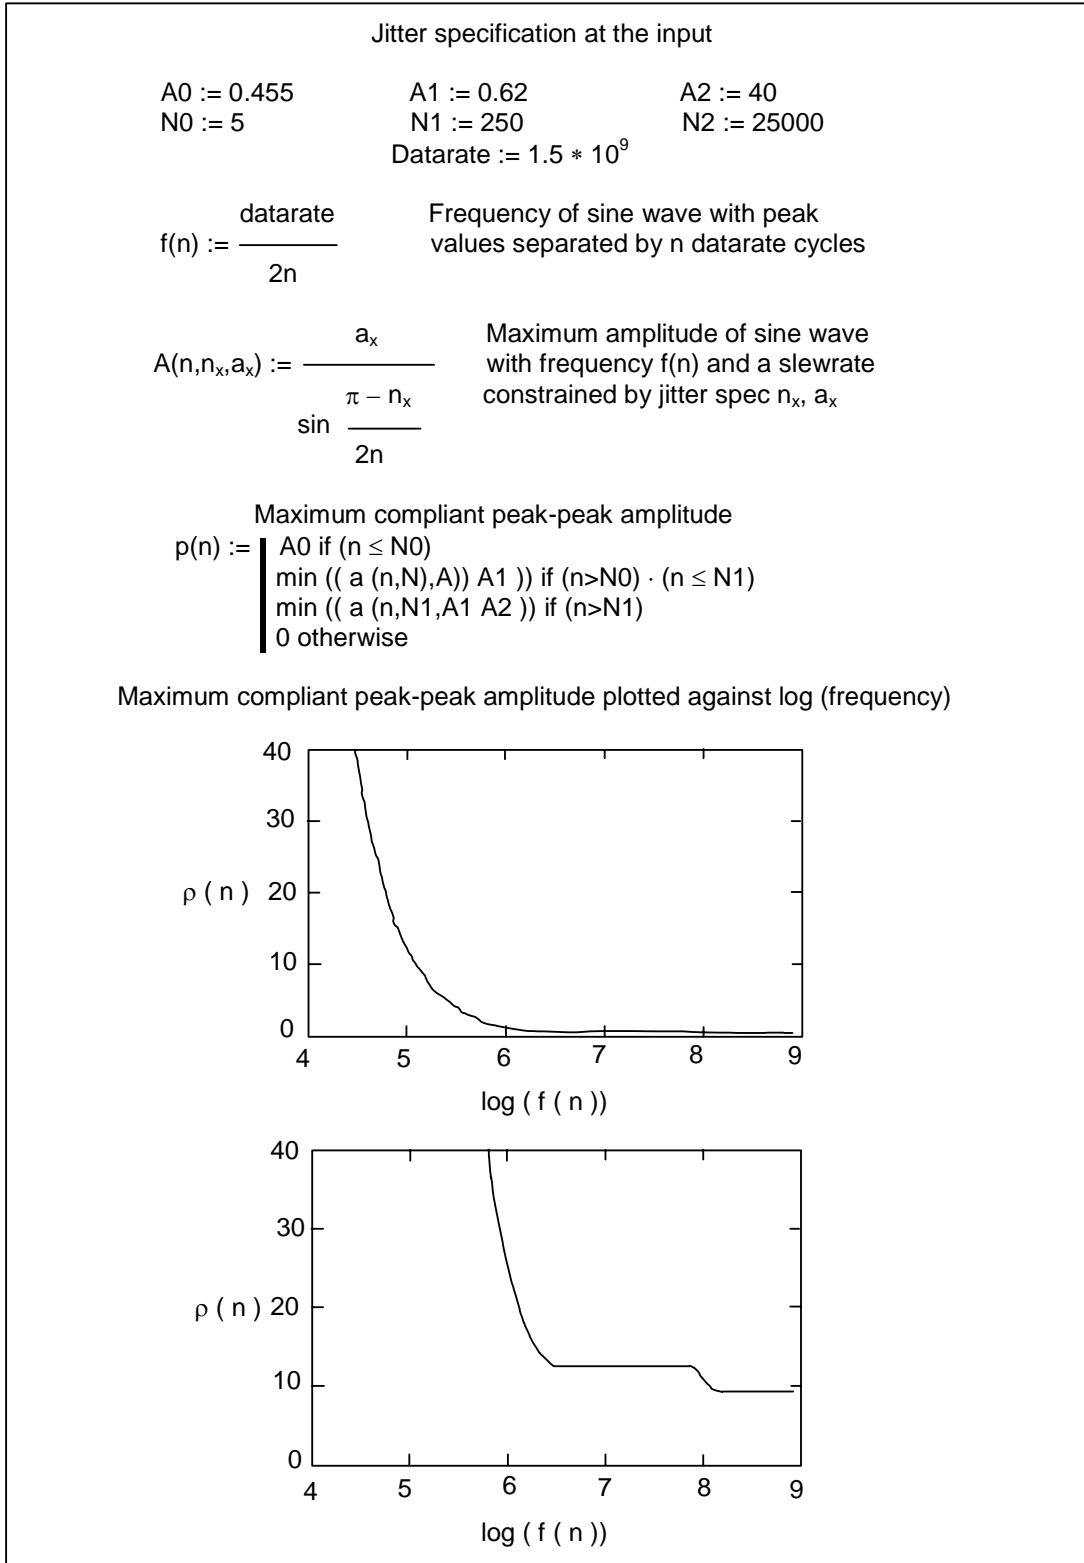 Jitter specification at the input
A0 := 0.455 A1 := 0.62 A2 := 40
N0 := 5 N1 := 250 N2 := 25000
Datarate := 1.5 ∗ 10^9
datarate Frequency of sine wave with peak
f(n) := values separated by n datarate cycles
2n
a_x Maximum amplitude of sine wave
A(n,n_x,a_x) := with frequency f(n) and a slewrate
π − n_x constrained by jitter spec n_x, a_x
sin
2n
Maximum compliant peak-peak amplitude
p(n) := A0 if (n ≤ N0)
min (( a (n,N),A)) A1 )) if (n>N0) · (n ≤ N1)
min (( a (n,N1,A1 A2 )) if (n>N1)
0 otherwise
Maximum compliant peak-peak amplitude plotted against log (frequency)
40
30
ρ ( n ) 20
10
0
4 5 6 7 8 9
log ( f ( n ))
40
30
ρ ( n ) 20
10
0
4 5 6 7 8 9
log ( f ( n ))